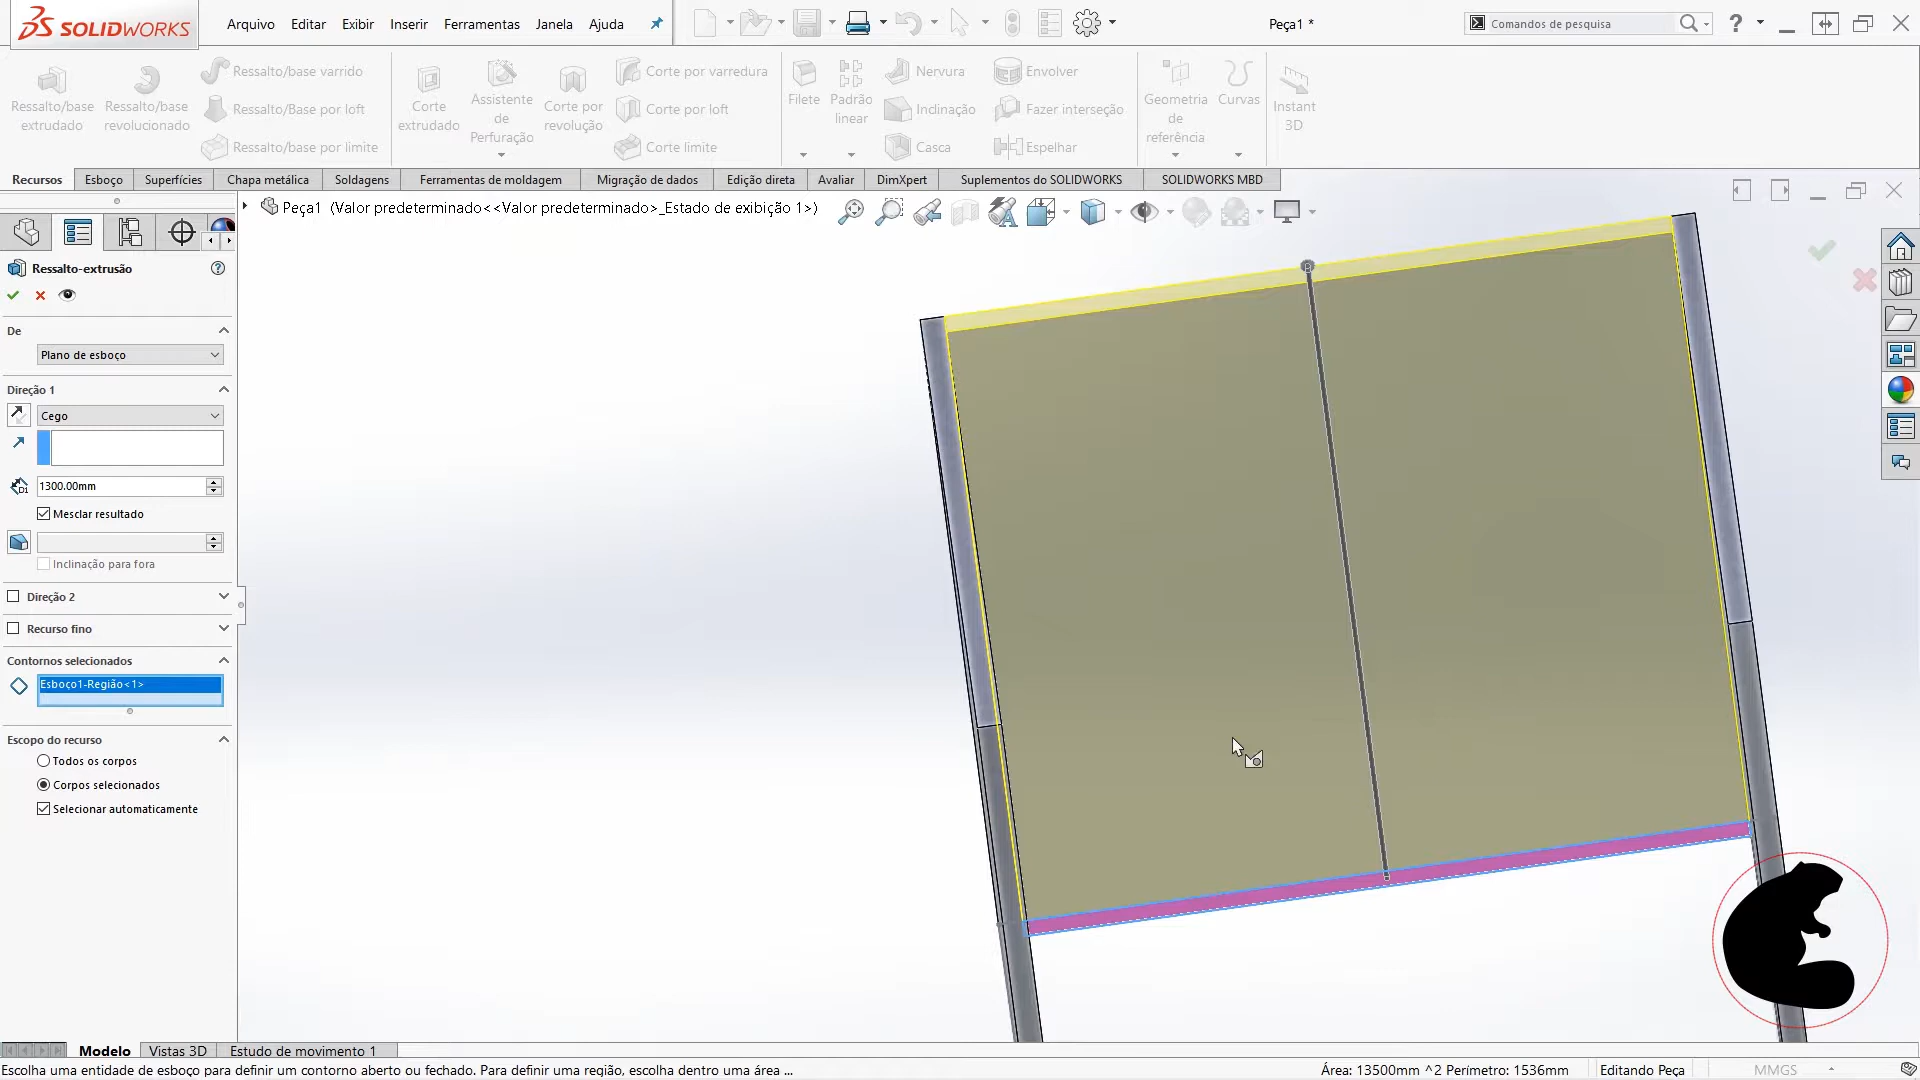 SOLIDWORKS
Arquivo Editar Exibir Inserir Ferramentas Janela Ajuda
Peça1 *
Comandos de pesquisa
Ressalto/base extrudado
Ressalto/base revolucionado
Ressalto/base varrido
Ressalto/Base por loft
Ressalto/base por limite
Corte extrudado
Assistente de Perfuração
Corte por revolução
Corte por varredura
Corte por loft
Corte limite
Filete
Padrão linear
Nervura
Inclinação
Casca
Envolver
Fazer interseção
Espelhar
Geometria de referência
Curvas
Instant 3D
Recursos Esboço Superfícies Chapa metálica Soldagens Ferramentas de moldagem Migração de dados Edição direta Avaliar DimXpert Suplementos do SOLIDWORKS SOLIDWORKS MBD
Peça1 (Valor predeterminado<<Valor predeterminado>_Estado de exibição 1>)
Ressalto-extrusão
De
Plano de esboço
Direção 1
Cego
1300.00mm
Mesclar resultado
Inclinação para fora
Direção 2
Recurso fino
Contornos selecionados
Esboço1-Região<1>
Escopo do recurso
Todos os corpos
Corpos selecionados
Selecionar automaticamente
Modelo Vistas 3D Estudo de movimento 1
Escolha uma entidade de esboço para definir um contorno aberto ou fechado. Para definir uma região, escolha dentro uma área ...
Área: 13500mm ^2 Perímetro: 1536mm
Editando Peça
MMGS